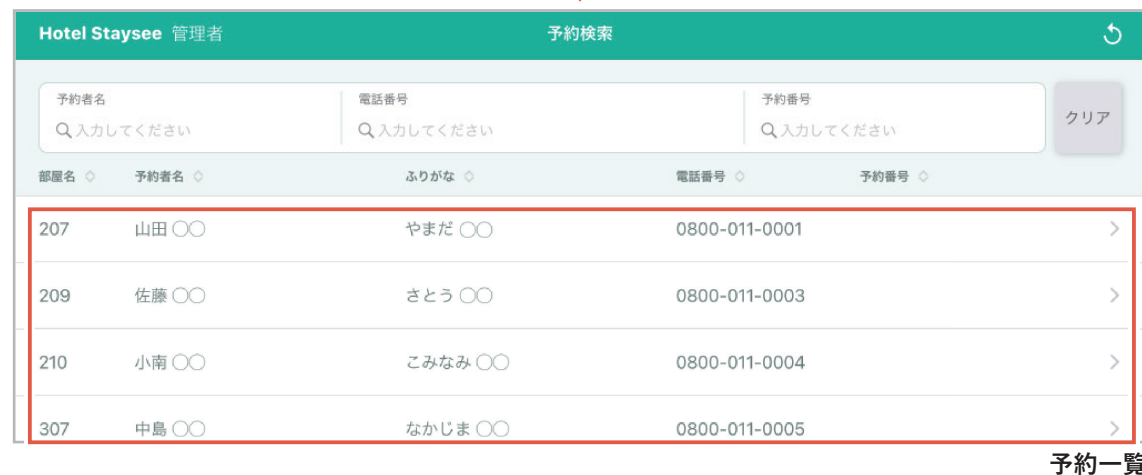 Hotel Staysee 管理者 予約検索
予約者名 電話番号 予約番号
入力してください 入力してください 入力してください クリア
部屋名 予約者名 ふりがな 電話番号 予約番号
207 山田 〇〇 やまだ 〇〇 0800-011-0001
209 佐藤 〇〇 さとう 〇〇 0800-011-0003
210 小南 〇〇 こみなみ 〇〇 0800-011-0004
307 中島 〇〇 なかじま 〇〇 0800-011-0005
予約一覧